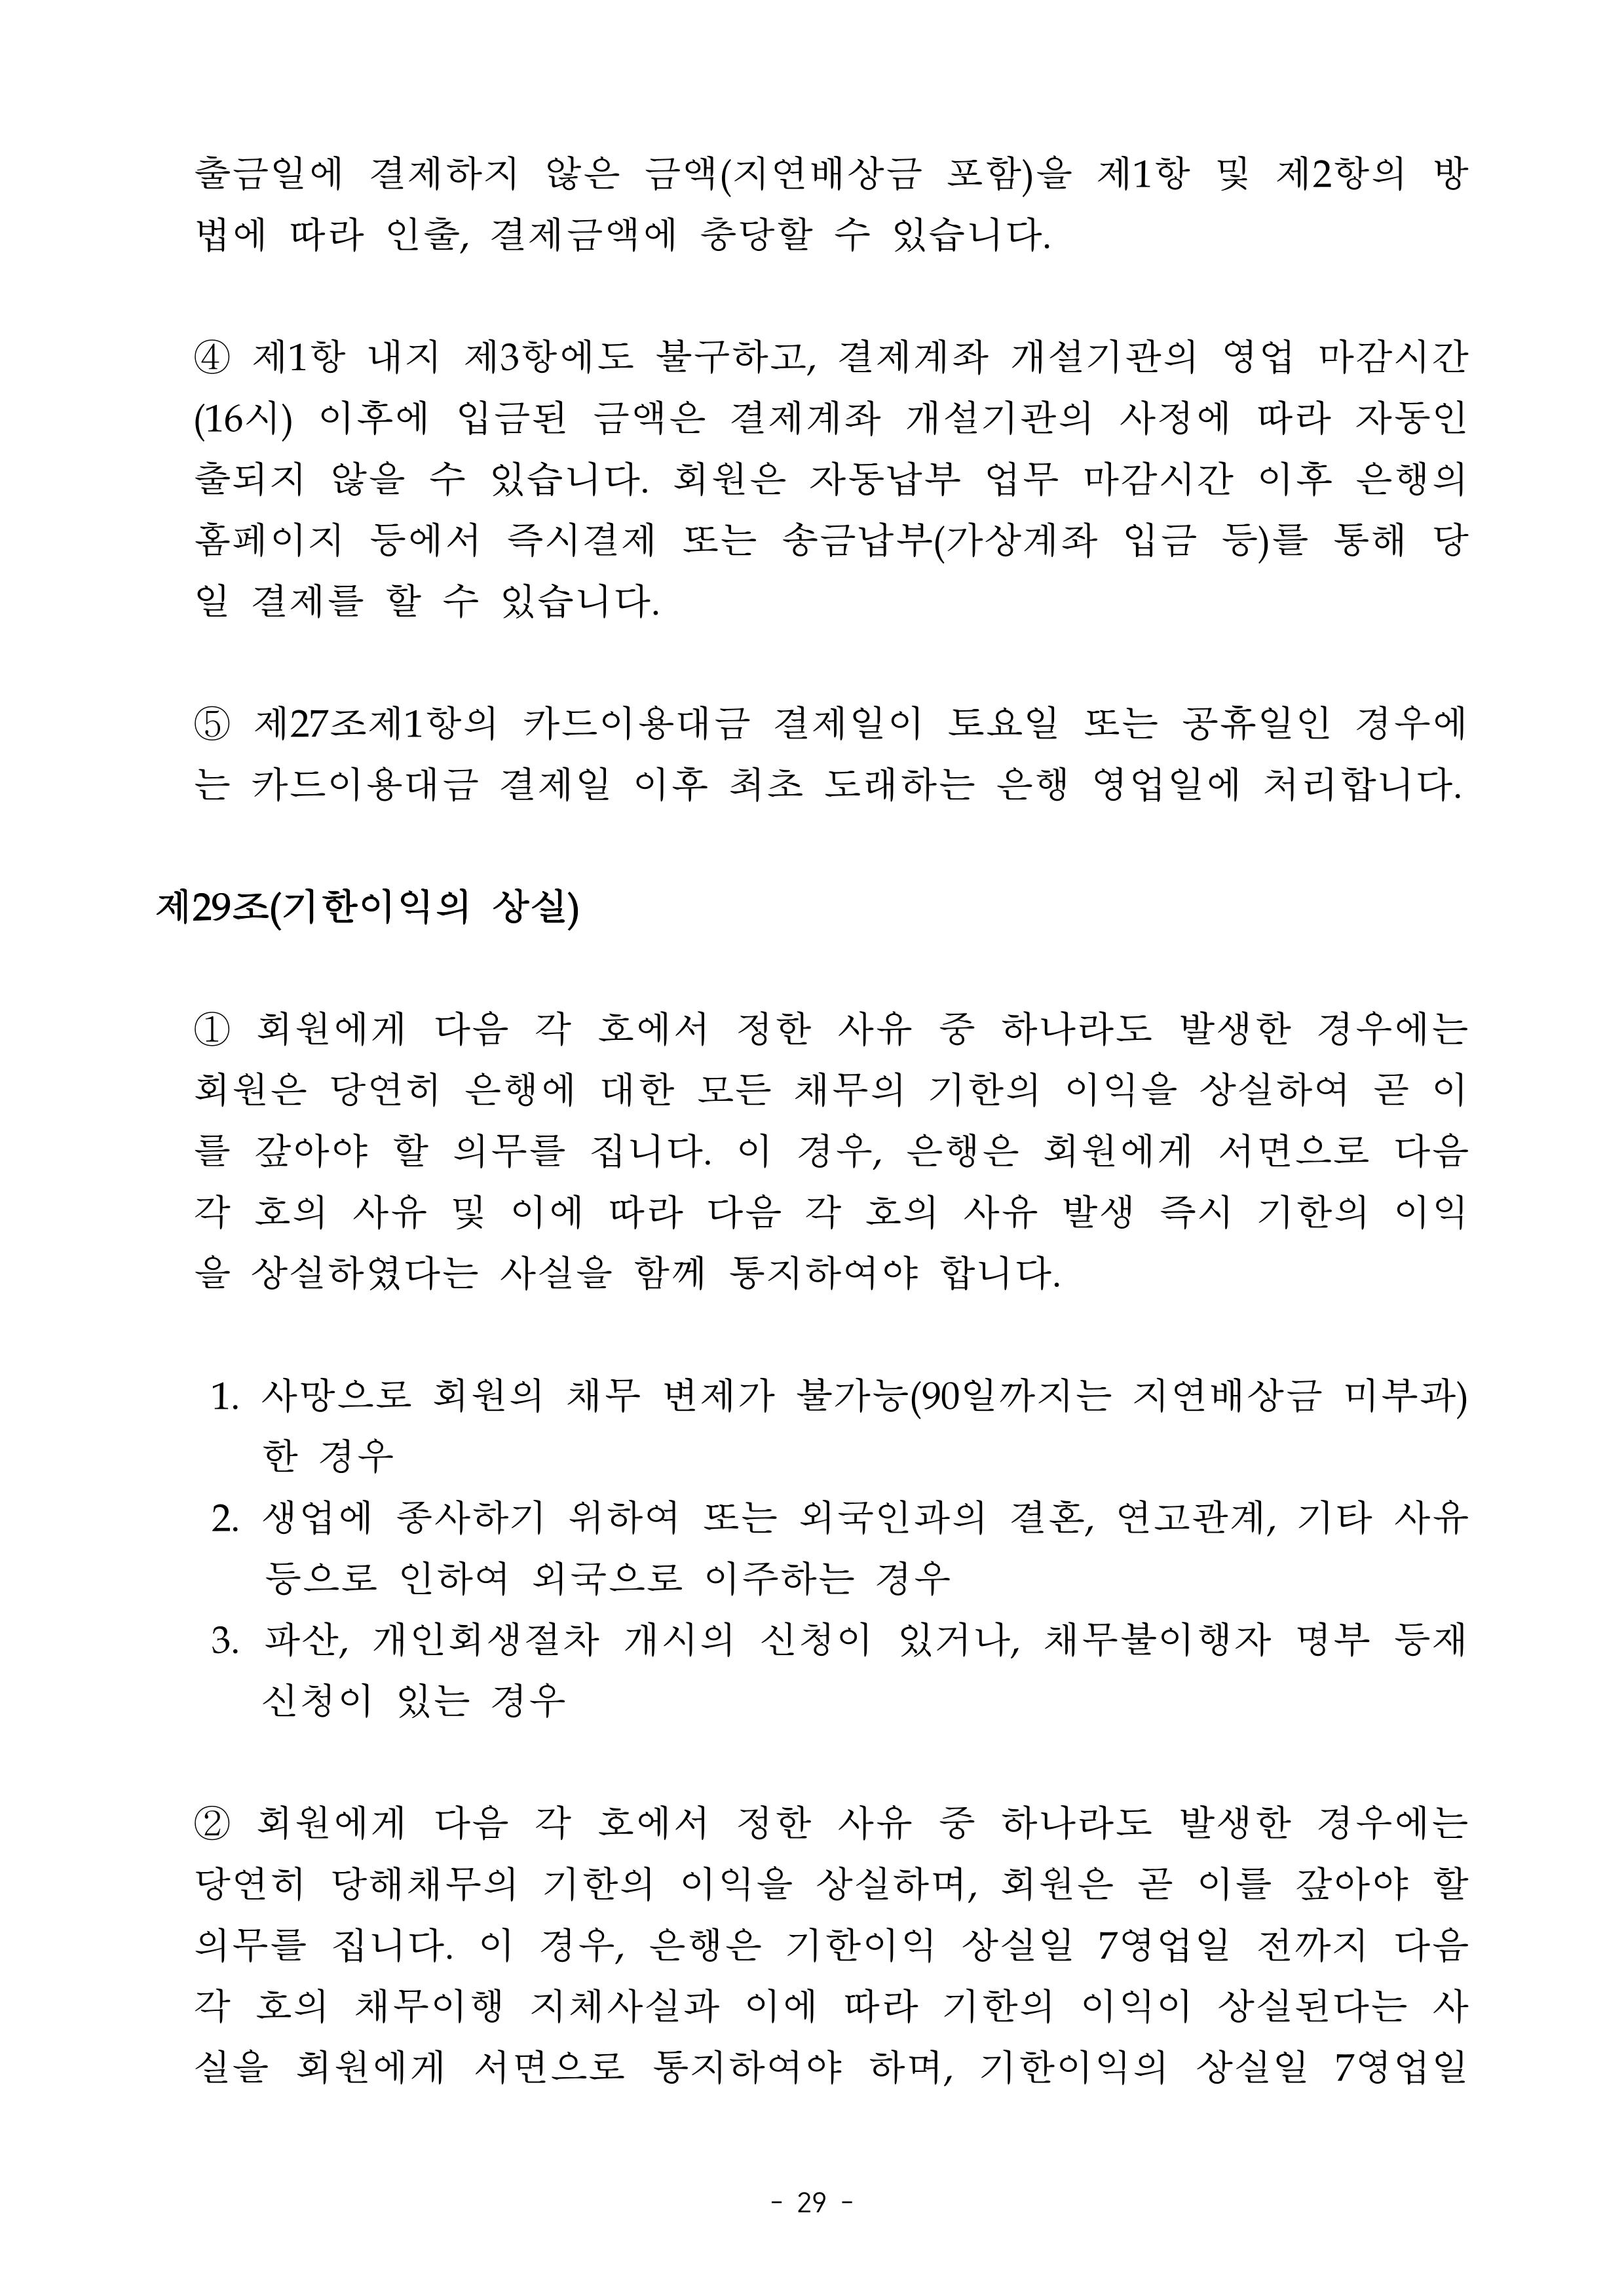 출금일에 결제하지 않은 금액(지연배상금 포함)을 제1항 및 제2항의 방
법에 따라 인출, 결제금액에 충당할 수 있습니다.
④ 제1항 내지 제3항에도 불구하고, 결제계좌 개설기관의 영업 마감시간
(16시) 이후에 입금된 금액은 결제계좌 개설기관의 사정에 따라 자동인
출되지 않을 수 있습니다. 회원은 자동납부 업무 마감시간 이후 은행의
홈페이지 등에서 즉시결제 또는 송금납부(가상계좌 입금 등)를 통해 당
일 결제를 할 수 있습니다.
⑤ 제27조제1항의 카드이용대금 결제일이 토요일 또는 공휴일인 경우에
는 카드이용대금 결제일 이후 최초 도래하는 은행 영업일에 처리합니다.
제29조(기한이익의 상실)
① 회원에게 다음 각 호에서 정한 사유 중 하나라도 발생한 경우에는
회원은 당연히 은행에 대한 모든 채무의 기한의 이익을 상실하여 곧 이
를 갚아야 할 의무를 집니다. 이 경우, 은행은 회원에게 서면으로 다음
각 호의 사유 및 이에 따라 다음 각 호의 사유 발생 즉시 기한의 이익
을 상실하였다는 사실을 함께 통지하여야 합니다.
1. 사망으로 회원의 채무 변제가 불가능(90일까지는 지연배상금 미부과)
한 경우
2. 생업에 종사하기 위하여 또는 외국인과의 결혼, 연고관계, 기타 사유
등으로 인하여 외국으로 이주하는 경우
3. 파산, 개인회생절차 개시의 신청이 있거나, 채무불이행자 명부 등재
신청이 있는 경우
② 회원에게 다음 각 호에서 정한 사유 중 하나라도 발생한 경우에는
당연히 당해채무의 기한의 이익을 상실하며, 회원은 곧 이를 갚아야 할
의무를 집니다. 이 경우, 은행은 기한이익 상실일 7영업일 전까지 다음
각 호의 채무이행 지체사실과 이에 따라 기한의 이익이 상실된다는 사
실을 회원에게 서면으로 통지하여야 하며, 기한이익의 상실일 7영업일
- 29 -